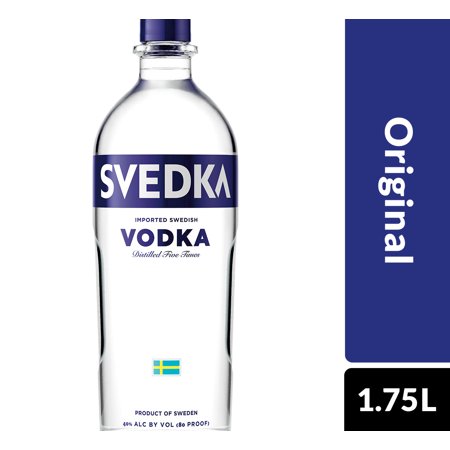 SVEDKA
IMPORTED SWEDISH
VODKA
Distilled Five Times
PRODUCT OF SWEDEN
40% ALC BY VOL (80 PROOF)
Original
1.75L